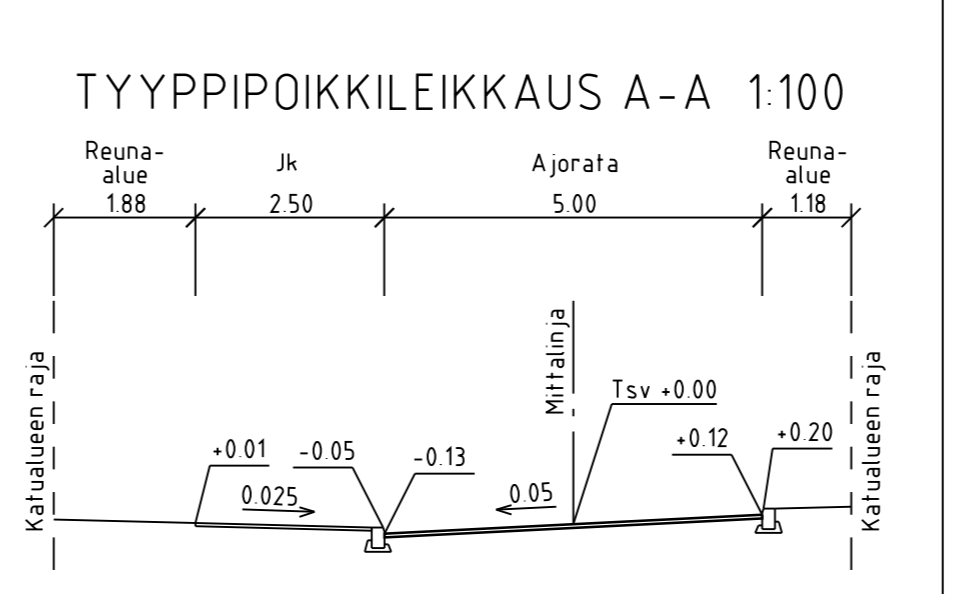 TYYPPIPOIKKILEIKKAUS A-A 1:100
Reuna-
alue
1.88
Jk
2.50
Ajorata
5.00
Reuna-
alue
1.18
Katualueen raja
Mittalinja
Katualueen raja
Tsv +0.00
+0.01
-0.05
-0.13
+0.12
+0.20
0.025
0.05